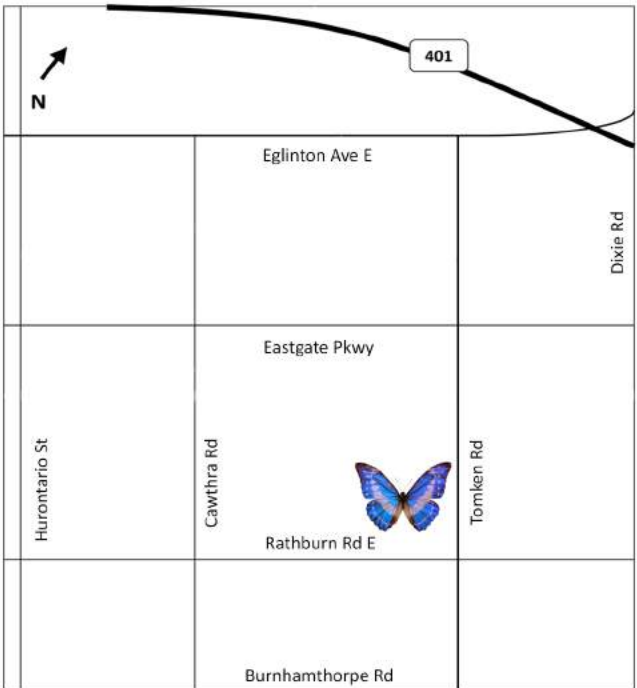 401
N
Eglinton Ave E
Dixie Rd
Eastgate Pkwy
Hurontario St
Cawthra Rd
Tomken Rd
Rathburn Rd E
Burnhamthorpe Rd